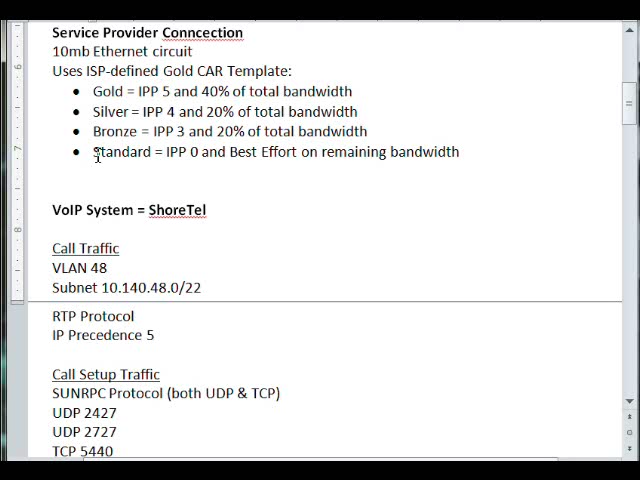 Service Provider Conncection
10mb Ethernet circuit
Uses ISP-defined Gold CAR Template:
• Gold = IPP 5 and 40% of total bandwidth
• Silver = IPP 4 and 20% of total bandwidth
• Bronze = IPP 3 and 20% of total bandwidth
• Standard = IPP 0 and Best Effort on remaining bandwidth
VoIP System = ShoreTel
Call Traffic
VLAN 48
Subnet 10.140.48.0/22
RTP Protocol
IP Precedence 5
Call Setup Traffic
SUNRPC Protocol (both UDP & TCP)
UDP 2427
UDP 2727
TCP 5440